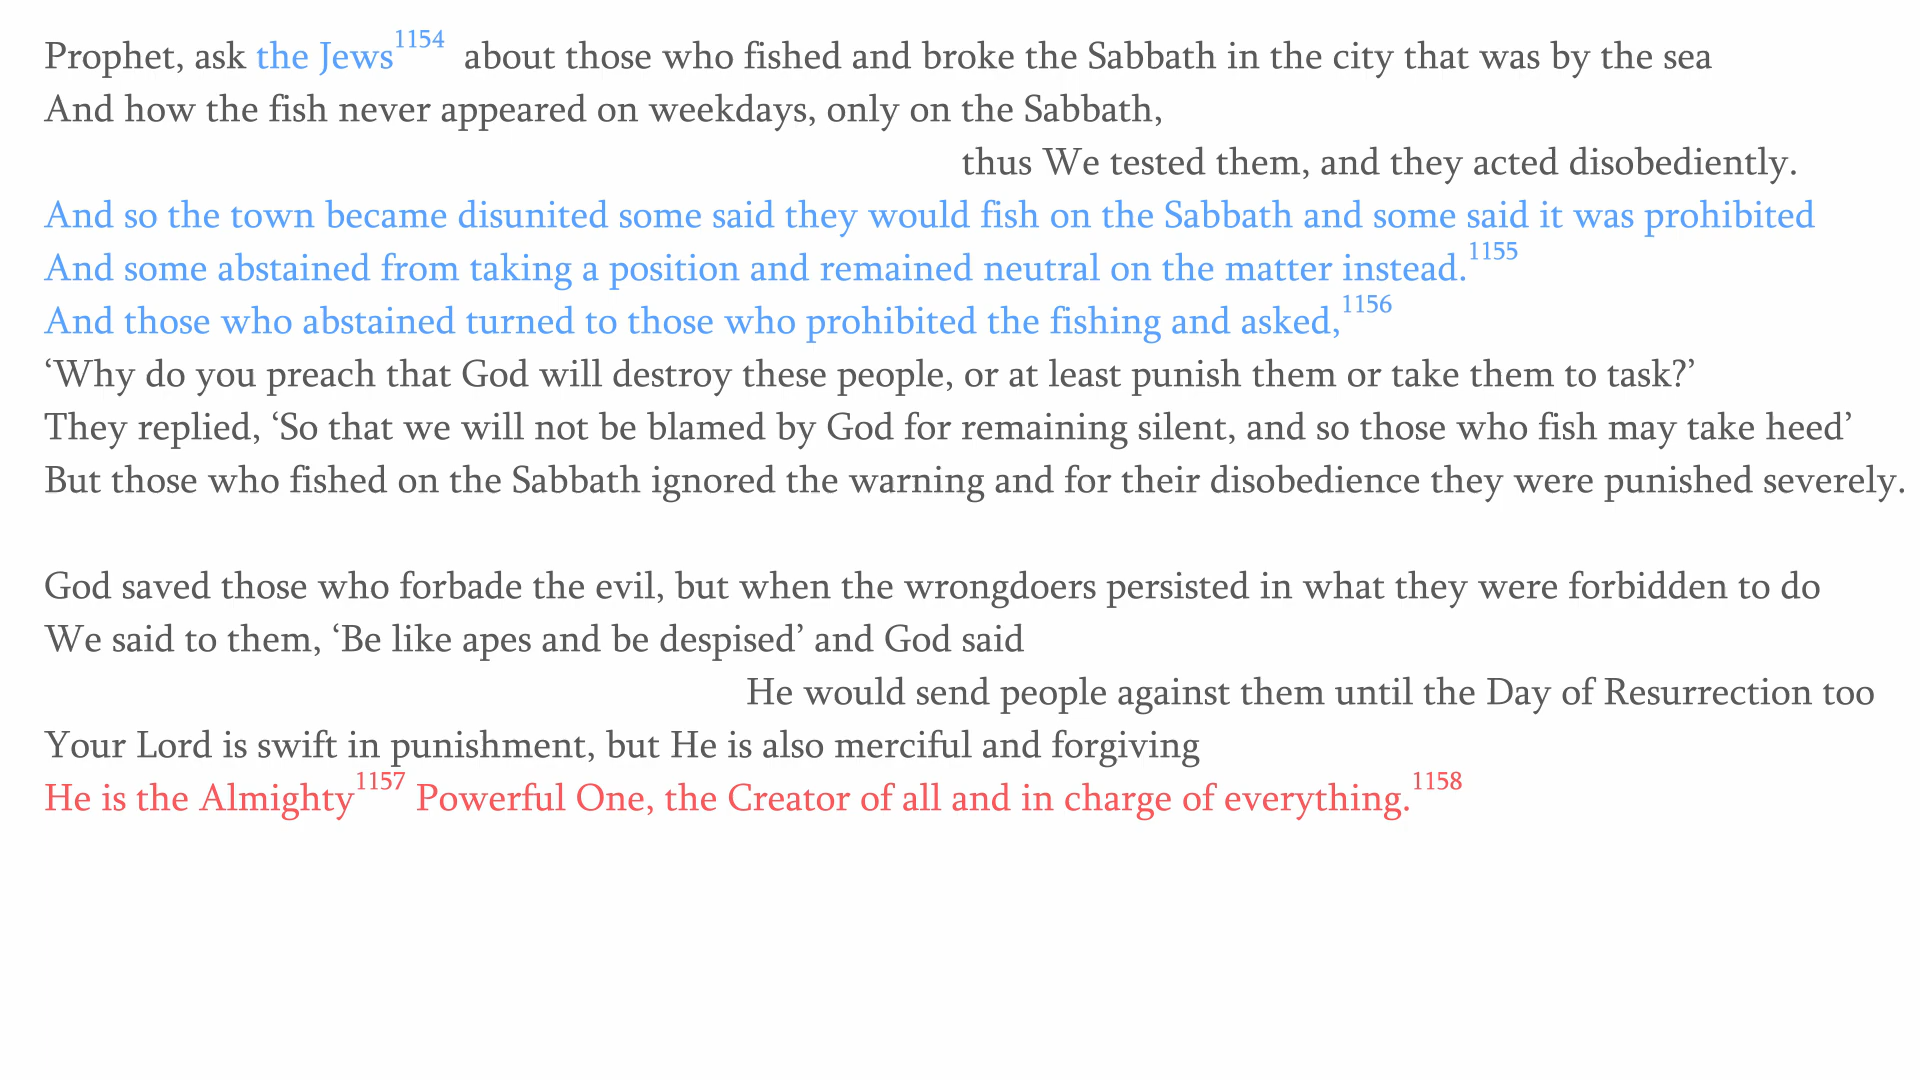 Prophet, ask the Jews1154 about those who fished and broke the Sabbath in the city that was by the sea
And how the fish never appeared on weekdays, only on the Sabbath,
thus We tested them, and they acted disobediently.
And so the town became disunited some said they would fish on the Sabbath and some said it was prohibited
And some abstained from taking a position and remained neutral on the matter instead.1155
And those who abstained turned to those who prohibited the fishing and asked,1156
‘Why do you preach that God will destroy these people, or at least punish them or take them to task?’
They replied, ‘So that we will not be blamed by God for remaining silent, and so those who fish may take heed’
But those who fished on the Sabbath ignored the warning and for their disobedience they were punished severely.
God saved those who forbade the evil, but when the wrongdoers persisted in what they were forbidden to do
We said to them, ‘Be like apes and be despised’ and God said
He would send people against them until the Day of Resurrection too
Your Lord is swift in punishment, but He is also merciful and forgiving
He is the Almighty1157 Powerful One, the Creator of all and in charge of everything.1158